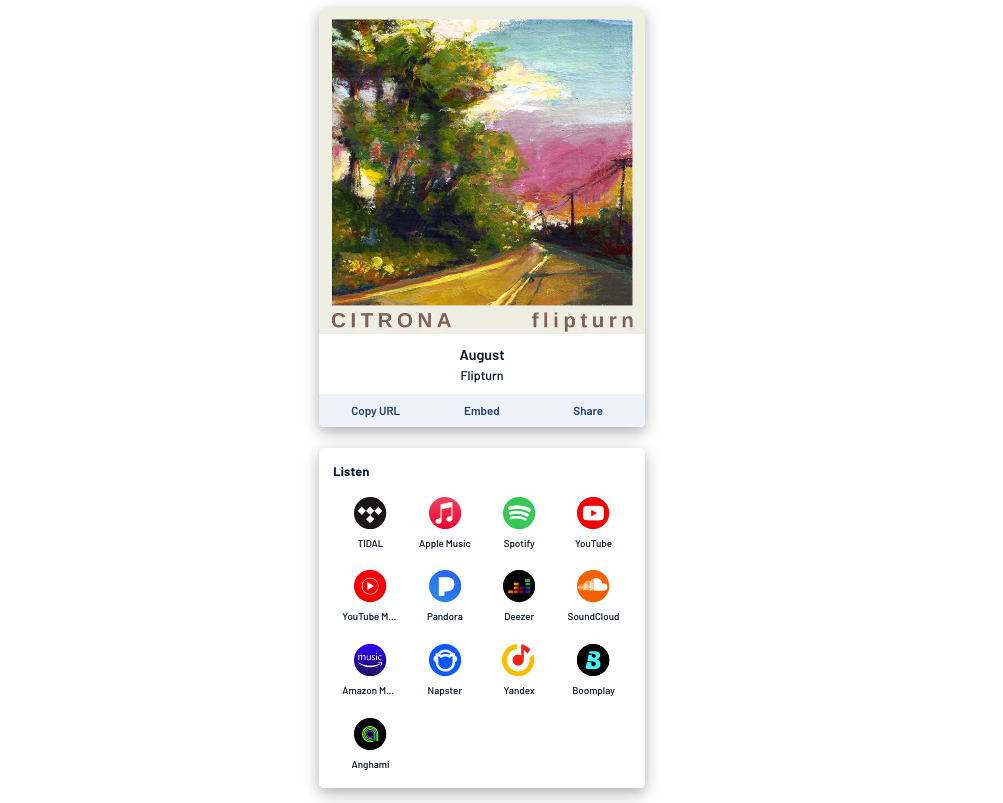 CITRONA flipturn
August
Flipturn
Copy URL Embed Share
Listen
TIDAL Apple Music Spotify YouTube
YouTube M... Pandora Deezer SoundCloud
music
Amazon M... Napster Yandex Boomplay
Anghami